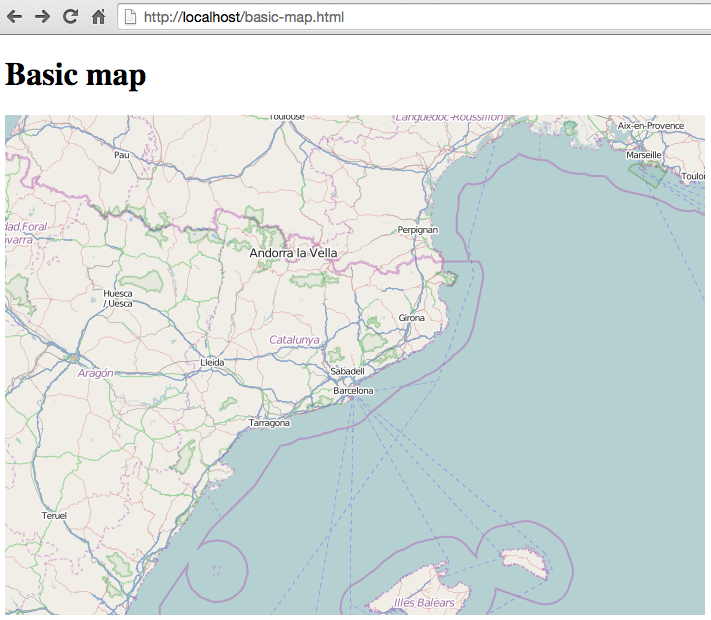 http://localhost/basic-map.html
Basic map
Toulouse
Languedoc-Roussillon
Aix-en-Provence
Pau
Marseille
Toulou
dad Foral
avarra
Perpignan
Andorra la Vella
Huesca
/ Uesca
Girona
Catalunya
Lleida
Aragón
Sabadell
Barcelona
Tarragona
Teruel
Illes Balears